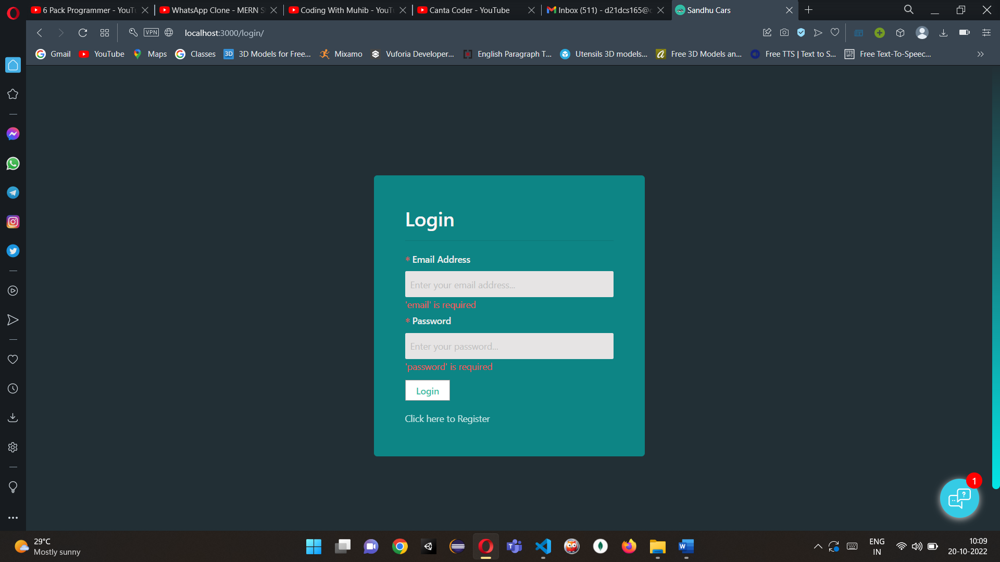 6 Pack Programmer - YouTu
WhatsApp Clone - MERN S
Coding With Muhib - YouTu
Canta Coder - YouTube
Inbox (511) - d21dcs165@c
Sandhu Cars
VPN
localhost:3000/login/
Gmail
YouTube
Maps
Classes
3D
3D Models for Free...
Mixamo
Vuforia Developer...
English Paragraph T...
Utensils 3D models...
Free 3D Models an...
Free TTS | Text to S...
Free Text-To-Speec...
Login
* Email Address
Enter your email address...
'email' is required
* Password
Enter your password...
'password' is required
Login
Click here to Register
1
29°C
Mostly sunny
ENG
IN
10:09
20-10-2022